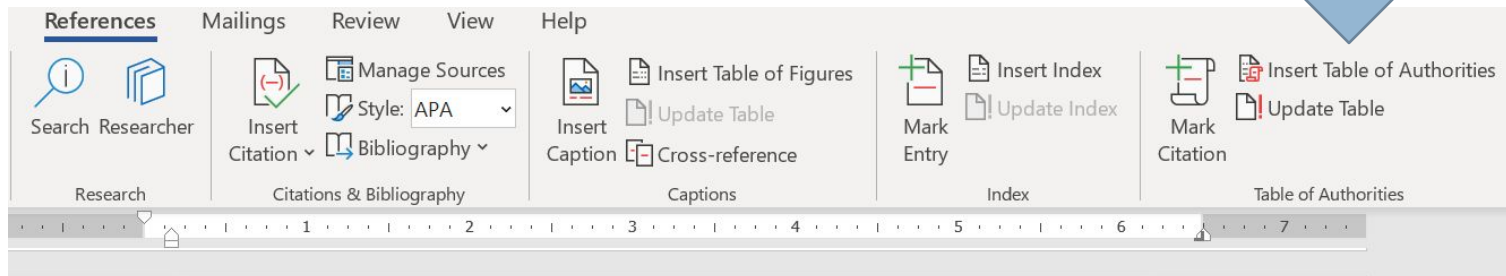 References Mailings Review View Help
Search Researcher
Research
Insert Citation
Manage Sources
Style: APA
Bibliography
Citations & Bibliography
Insert Caption
Insert Table of Figures
Update Table
Cross-reference
Captions
Mark Entry
Insert Index
Update Index
Index
Mark Citation
Insert Table of Authorities
Update Table
Table of Authorities
1 2 3 4 5 6 7